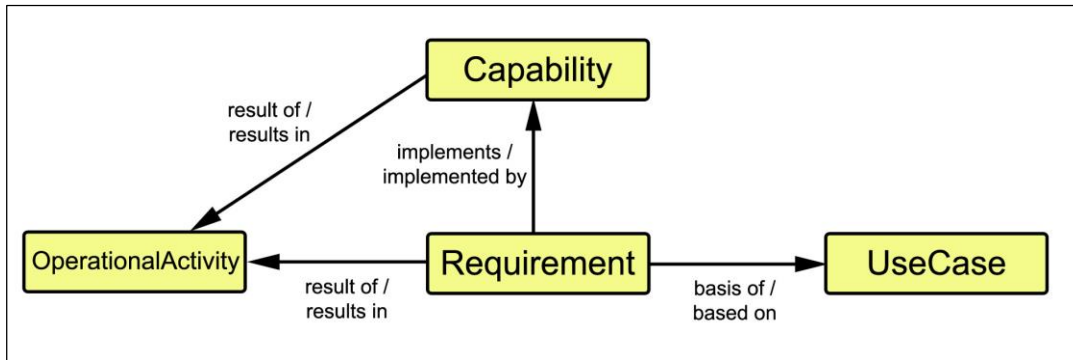 Capability
result of /
results in
implements /
implemented by
OperationalActivity
Requirement
UseCase
result of /
results in
basis of /
based on